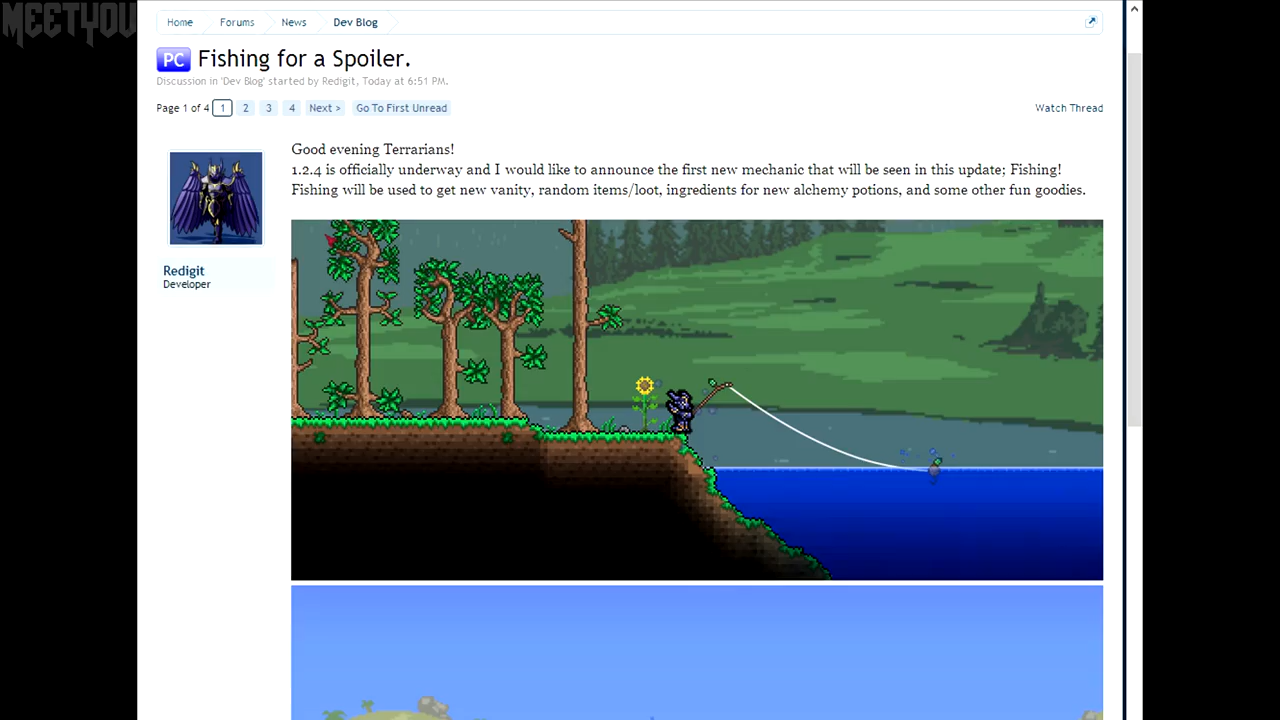 MEETYOU
Home Forums News Dev Blog
PC Fishing for a Spoiler.
Discussion in 'Dev Blog' started by Redigit, Today at 6:51 PM.
Page 1 of 4 1 2 3 4 Next > Go To First Unread Watch Thread
Good evening Terrarians!
1.2.4 is officially underway and I would like to announce the first new mechanic that will be seen in this update; Fishing!
Fishing will be used to get new vanity, random items/loot, ingredients for new alchemy potions, and some other fun goodies.
Redigit
Developer